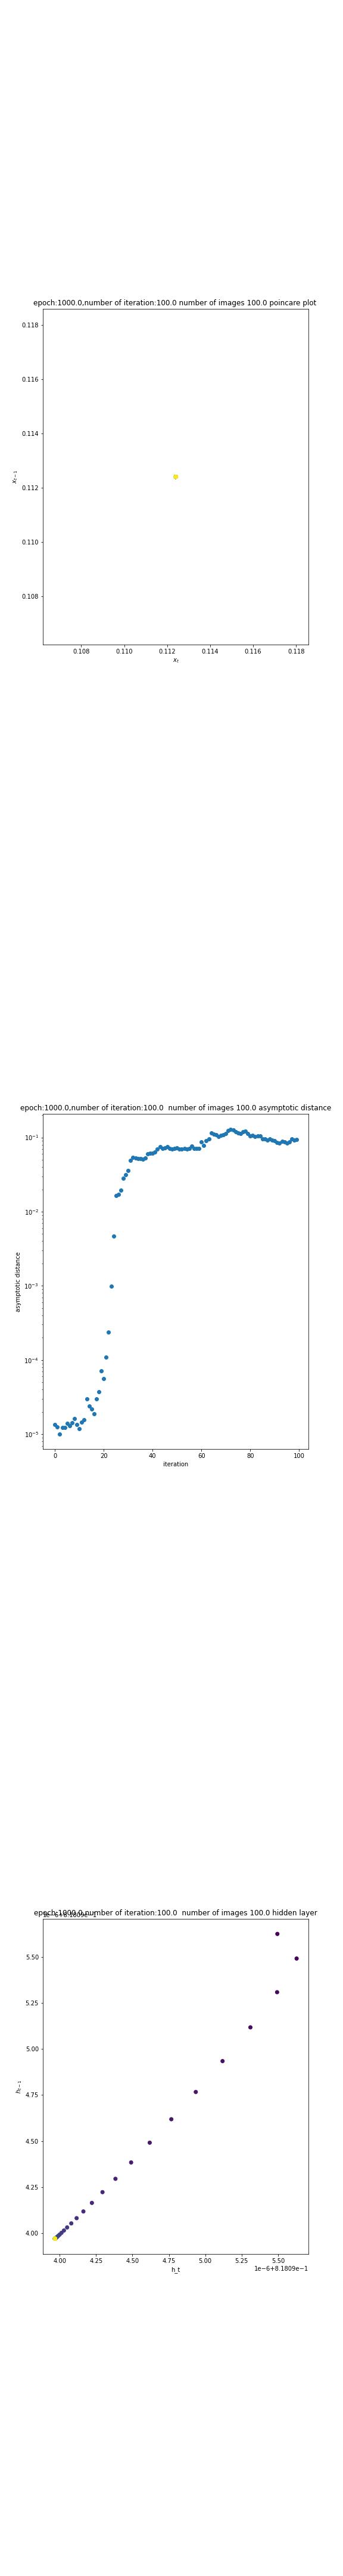 epoch:1000.0,number of iteration:100.0 number of images 100.0 poincare plot
0.118
0.116
0.114
0.112
0.110
0.108
x_{t-1}
0.108 0.110 0.112 0.114 0.116 0.118
x_t
epoch:1000.0,number of iteration:100.0  number of images 100.0 asymptotic distance
10^{-1}
10^{-2}
10^{-3}
10^{-4}
10^{-5}
asymptotic distance
0 20 40 60 80 100
iteration
epoch:1000.0,number of iteration:100.0  number of images 100.0 hidden layer
1e−6+8.1809e−1
5.50
5.25
5.00
4.75
4.50
4.25
4.00
h_{t-1}
4.00 4.25 4.50 4.75 5.00 5.25 5.50
h_t
1e−6+8.1809e−1